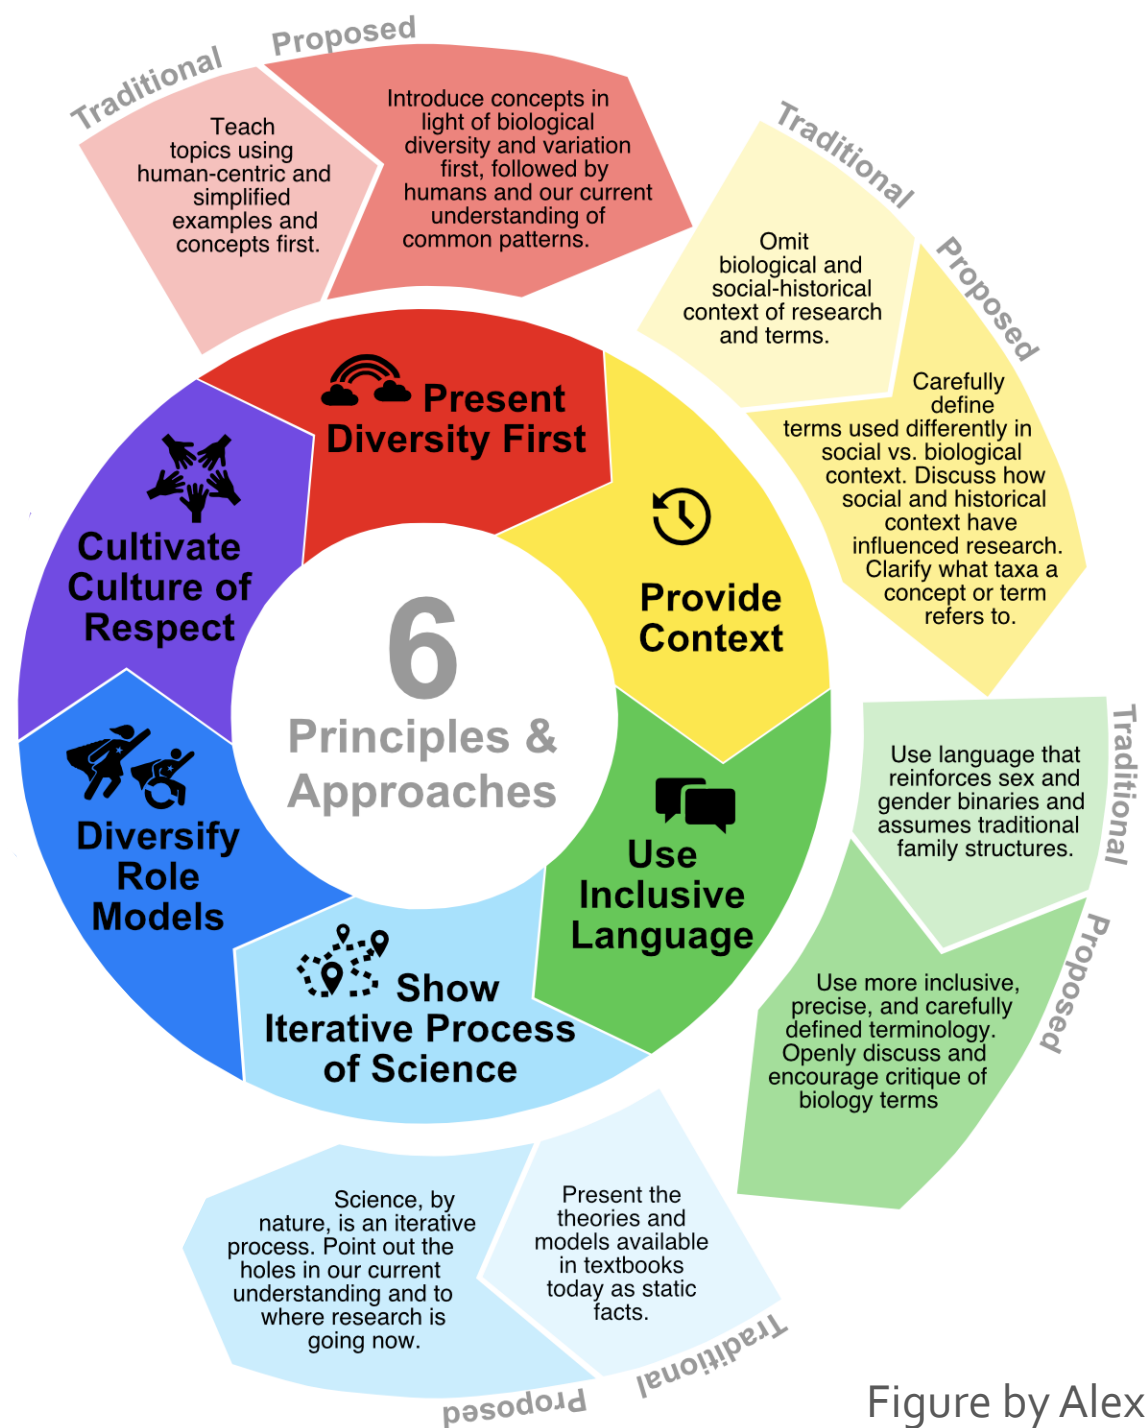 Traditional
Proposed
Teach
topics using
human-centric and
simplified
examples and
concepts first.
Introduce concepts in
light of biological
diversity and variation
first, followed by
humans and our current
understanding of
common patterns.
Traditional
Proposed
Omit
biological and
social-historical
context of research
and terms.
Carefully
define
terms used differently in
social vs. biological
context. Discuss how
social and historical
context have
influenced research.
Clarify what taxa a
concept or term
refers to.
Present
Diversity First
Provide
Context
Cultivate
Culture of
Respect
6
Principles &
Approaches
Diversify
Role
Models
Use
Inclusive
Language
Show
Iterative Process
of Science
Traditional
Proposed
Use language that
reinforces sex and
gender binaries and
assumes traditional
family structures.
Use more inclusive,
precise, and carefully
defined terminology.
Openly discuss and
encourage critique of
biology terms
Science, by
nature, is an iterative
process. Point out the
holes in our current
understanding and to
where research is
going now.
Present the
theories and
models available
in textbooks
today as static
facts.
Traditional
Proposed
Figure by Alex